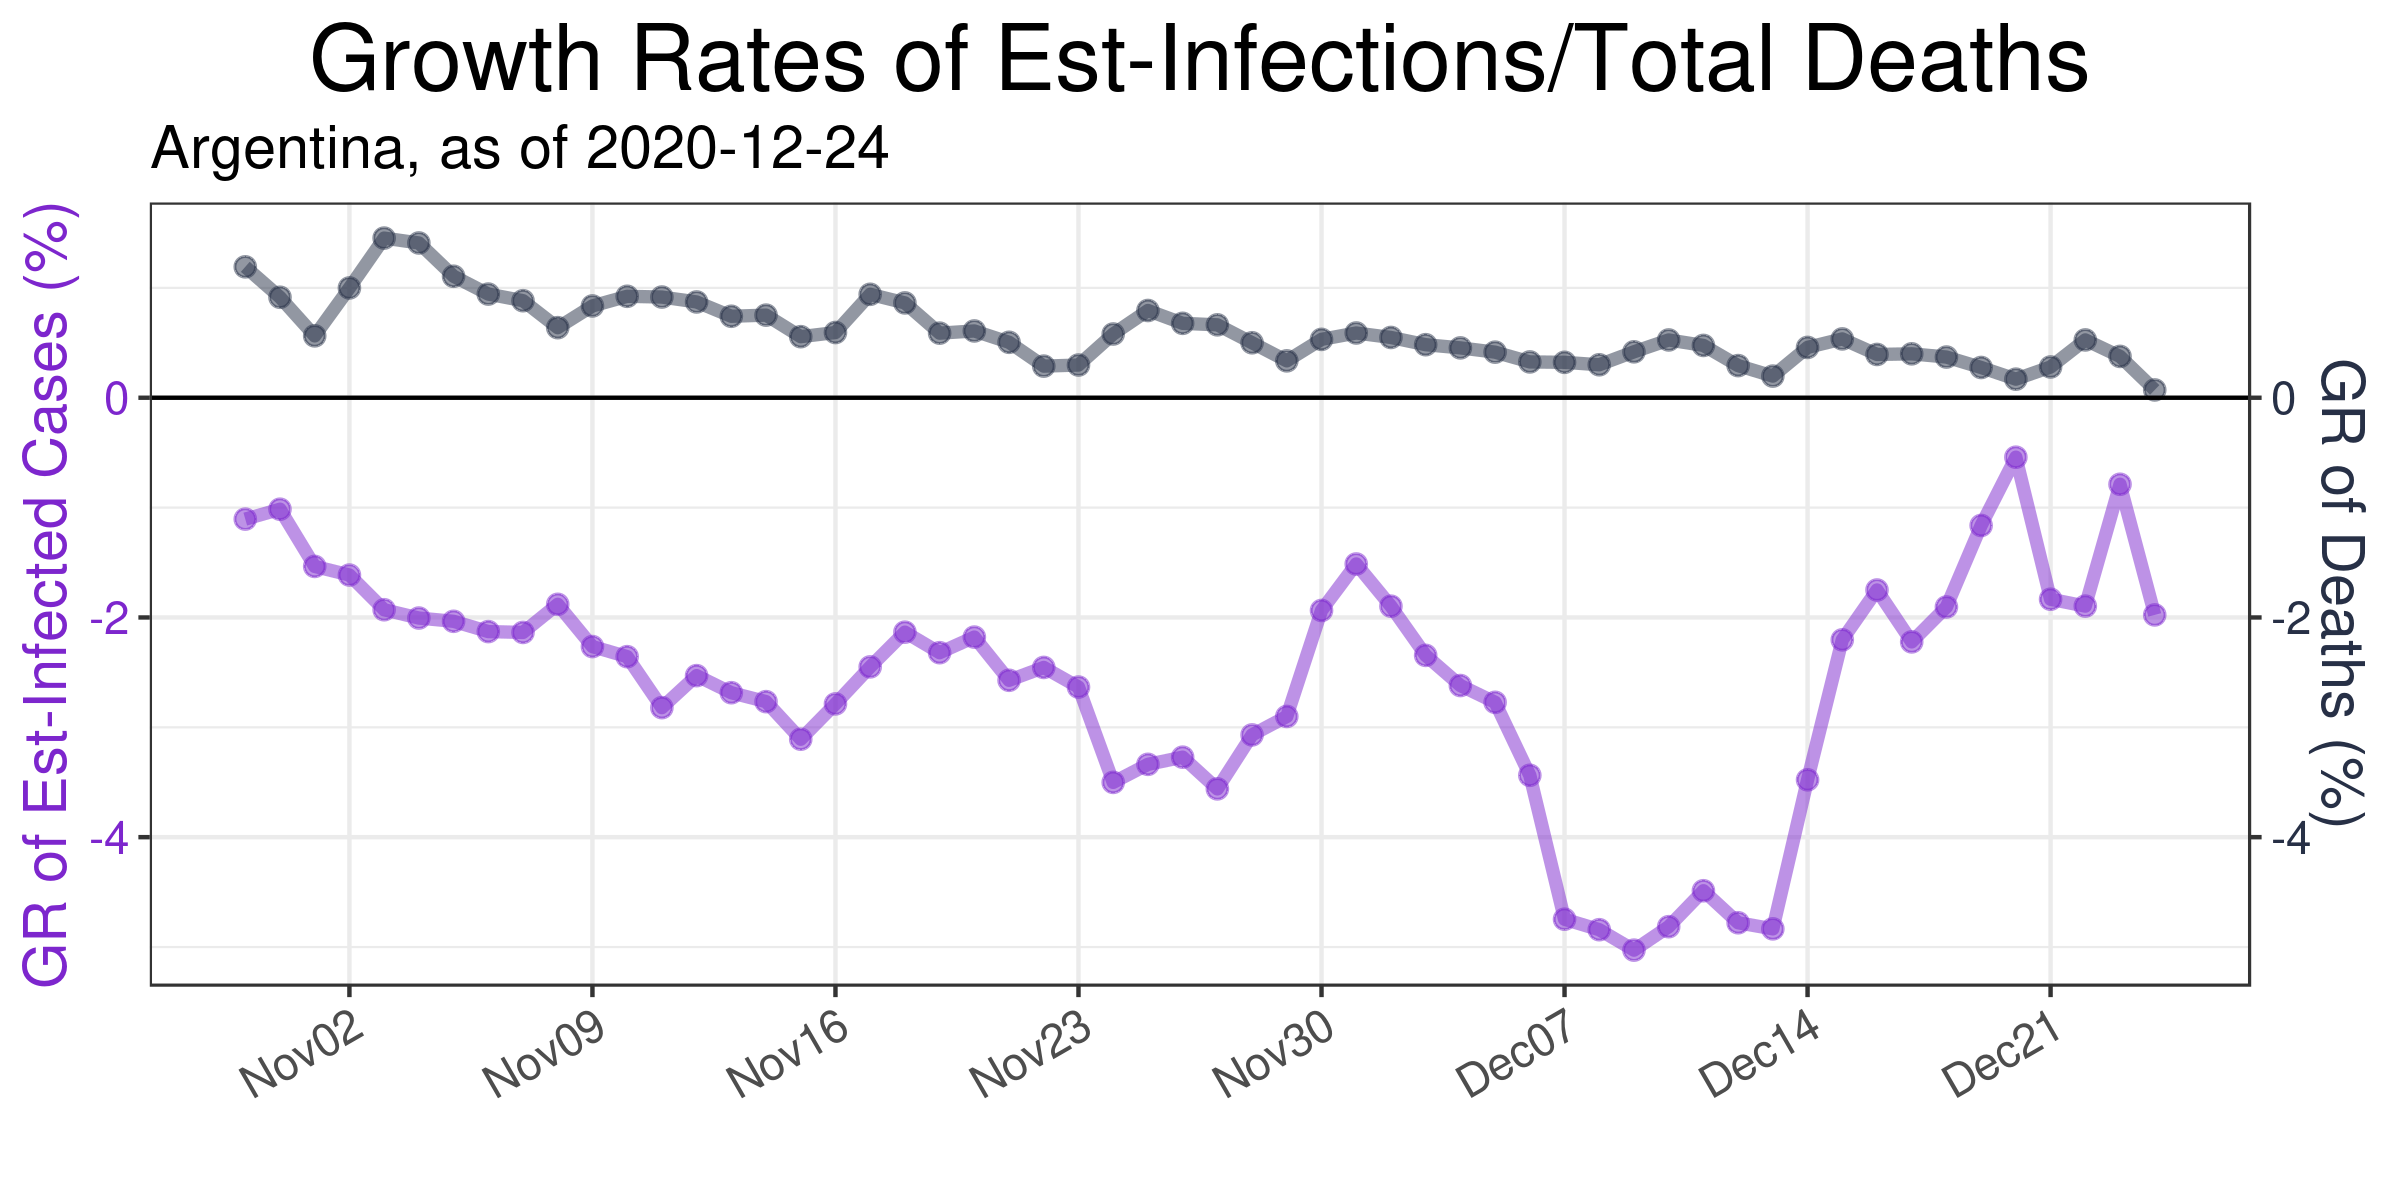 Growth Rates of Est-Infections/Total Deaths
Argentina, as of 2020-12-24
GR of Est-Infected Cases (%)
0
-2
-4
0
-2
-4
GR of Deaths (%)
Nov02
Nov09
Nov16
Nov23
Nov30
Dec07
Dec14
Dec21